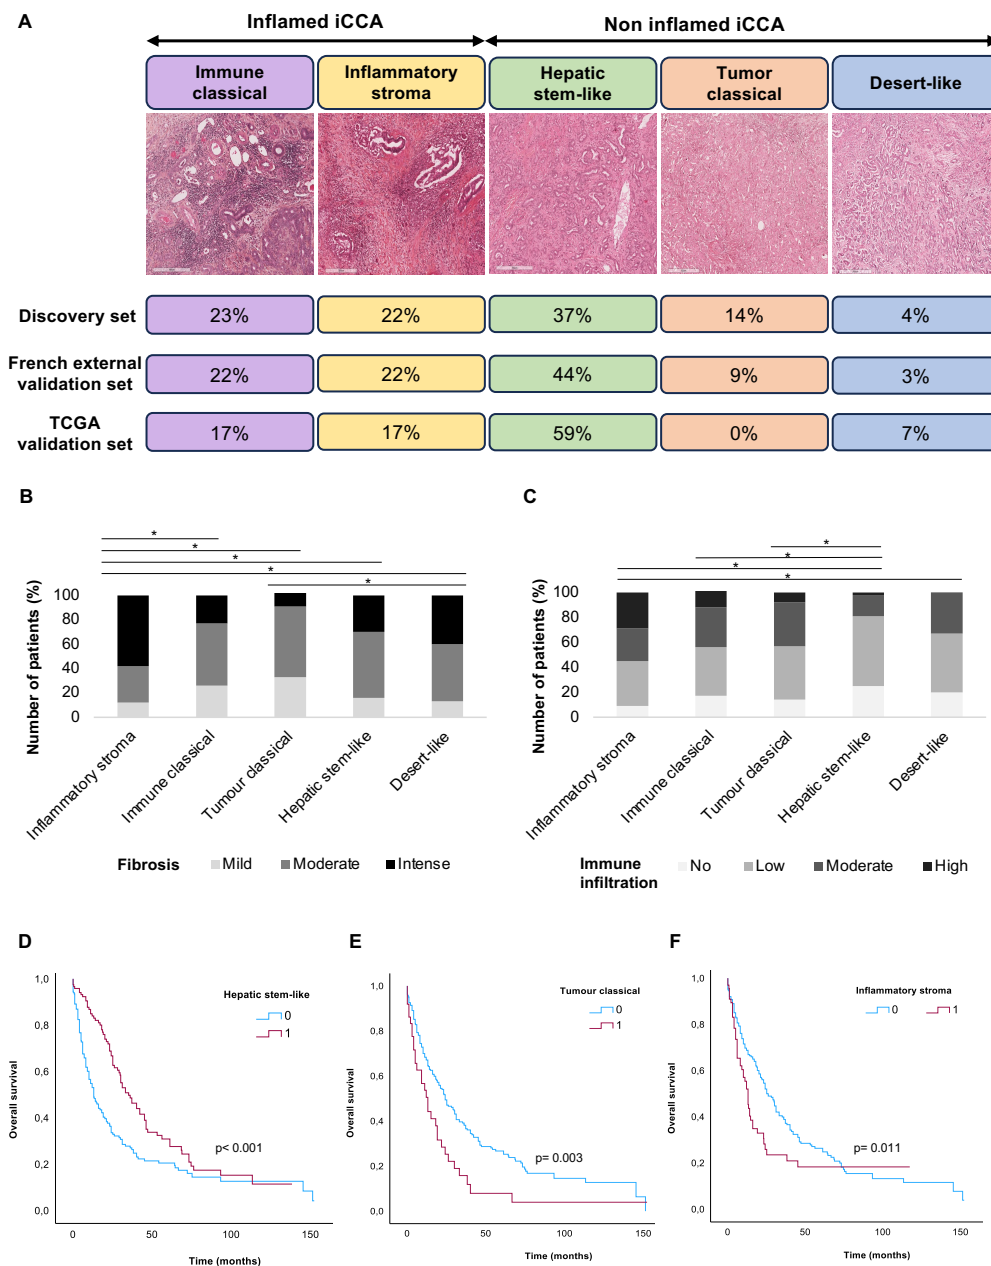 A
Inflamed iCCA
Non inflamed iCCA
Immune
classical
Inflammatory
stroma
Hepatic
stem-like
Tumor
classical
Desert-like
Discovery set
23%
22%
37%
14%
4%
French external
validation set
22%
22%
44%
9%
3%
TCGA
validation set
17%
17%
59%
0%
7%
B
* 
*
*
*
*
Number of patients (%)
100
80
60
40
20
0
Inflammatory stroma
Immune classical
Tumour classical
Hepatic stem-like
Desert-like
Fibrosis
Mild
Moderate
Intense
C
*
*
*
*
Number of patients (%)
100
80
60
40
20
0
Inflammatory stroma
Immune classical
Tumour classical
Hepatic stem-like
Desert-like
Immune
infiltration
No
Low
Moderate
High
D
Overall survival
1,0
0,8
0,6
0,4
0,2
0,0
Hepatic stem-like
0
1
p< 0.001
0
50
100
150
Time (months)
E
Overall survival
1,0
0,8
0,6
0,4
0,2
0,0
Tumour classical
0
1
p= 0.003
0
50
100
150
Time (months)
F
Overall survival
1,0
0,8
0,6
0,4
0,2
0,0
Inflammatory stroma
0
1
p= 0.011
0
50
100
150
Time (months)